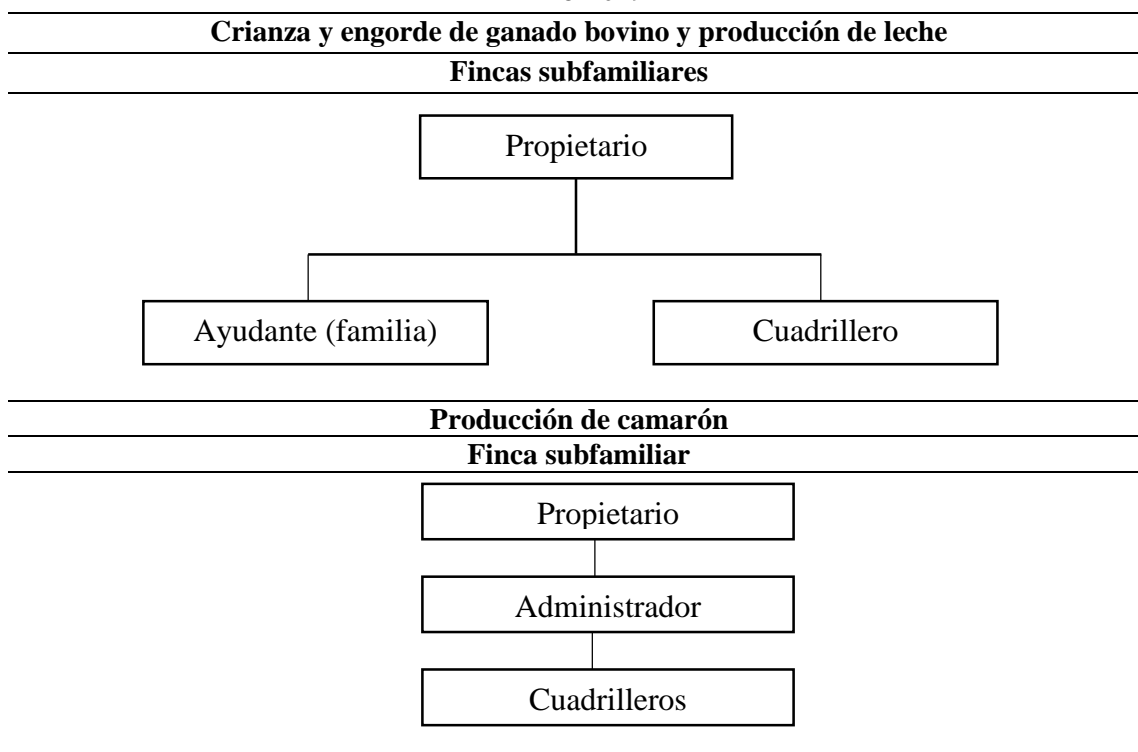 Crianza y engorde de ganado bovino y producción de leche
Fincas subfamiliares
Propietario
Ayudante (familia)
Cuadrillero
Producción de camarón
Finca subfamiliar
Propietario
Administrador
Cuadrilleros